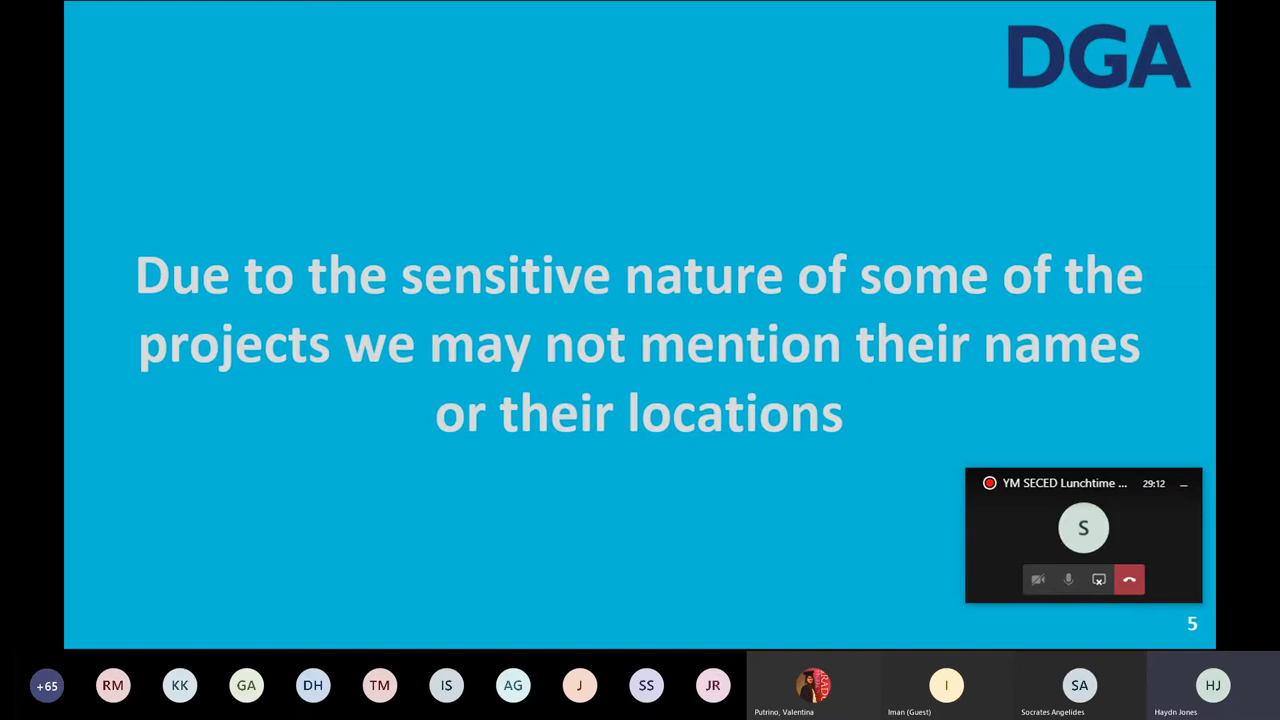 DGA
Due to the sensitive nature of some of the
projects we may not mention their names
or their locations
YM SECED Lunchtime ... 29:12
S
5
+65 RM KK GA DH TM IS AG J SS JR I SA HJ
Putrino, Valentina Iman (Guest) Socrates Angelides Haydn Jones